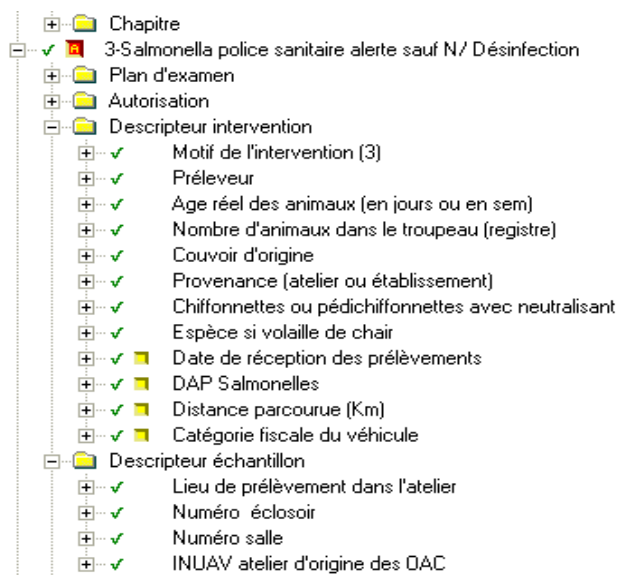 Chapitre
A 3-Salmonella police sanitaire alerte sauf N/ Désinfection
Plan d'examen
Autorisation
Descripteur intervention
Motif de l'intervention (3)
Préleveur
Age réel des animaux (en jours ou en sem)
Nombre d'animaux dans le troupeau (registre)
Couvoir d'origine
Provenance (atelier ou établissement)
Chiffonnettes ou pédichiffonnettes avec neutralisant
Espèce si volaille de chair
Date de réception des prélèvements
DAP Salmonelles
Distance parcourue (Km)
Catégorie fiscale du véhicule
Descripteur échantillon
Lieu de prélèvement dans l'atelier
Numéro éclosoir
Numéro salle
INUAV atelier d'origine des OAC